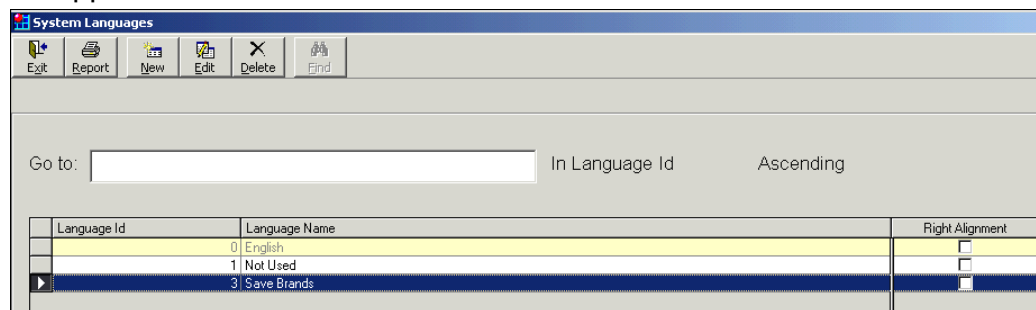 System Languages
Exit Report New Edit Delete Find
Go to: In Language Id Ascending
Language Id Language Name Right Alignment
0 English
1 Not Used
3 Save Brands